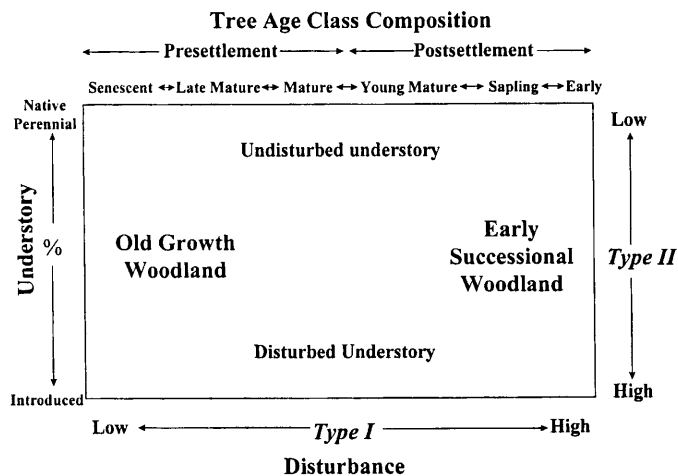 Tree Age Class Composition
Presettlement Postsettlement
Senescent Late Mature Mature Young Mature Sapling Early
Native
Perennial
Low
Undisturbed understory
Understory
%
Old Growth
Woodland
Early
Successional
Woodland
Type II
Disturbed Understory
Introduced
High
Low Type I High
Disturbance